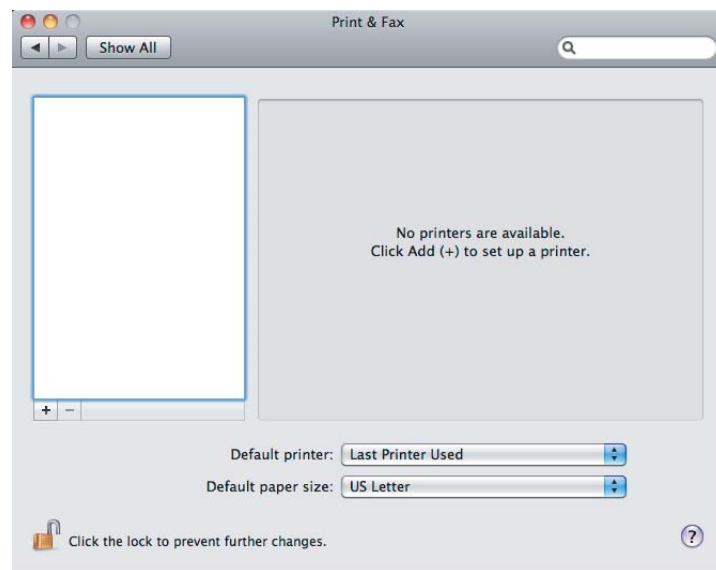 Print & Fax
Show All
No printers are available.
Click Add (+) to set up a printer.
+ −
Default printer: Last Printer Used
Default paper size: US Letter
Click the lock to prevent further changes.
?